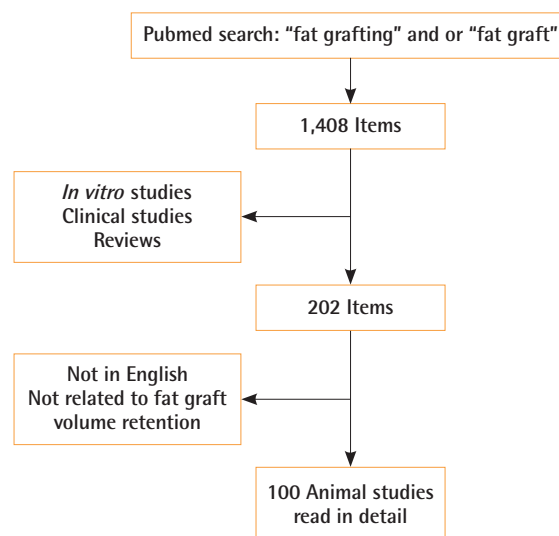 Pubmed search: “fat grafting” and or “fat graft”
1,408 Items
In vitro studies
Clinical studies
Reviews
202 Items
Not in English
Not related to fat graft
volume retention
100 Animal studies
read in detail